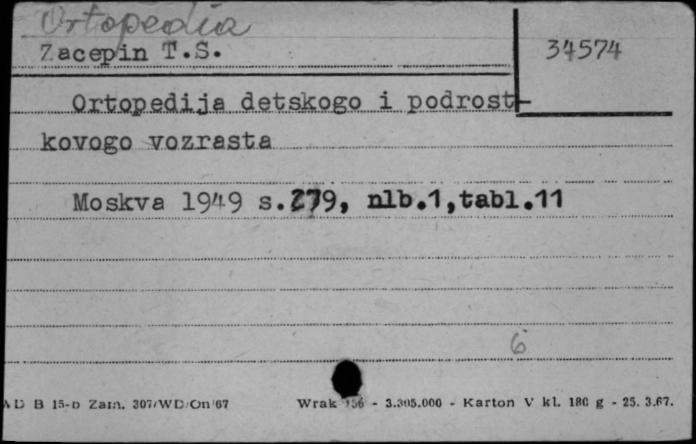 Ortopedia
Zacepin T.S.
34574
Ortopedija detskogo i podrost-
kovogo vozrasta
Moskva 1949 s.279, nlb.1,tabl.11
6
B 15-b Zam. 307/WD/On/67
Wrak - 3.305.000 - Karton V kl. 180 g - 25. 3.67.